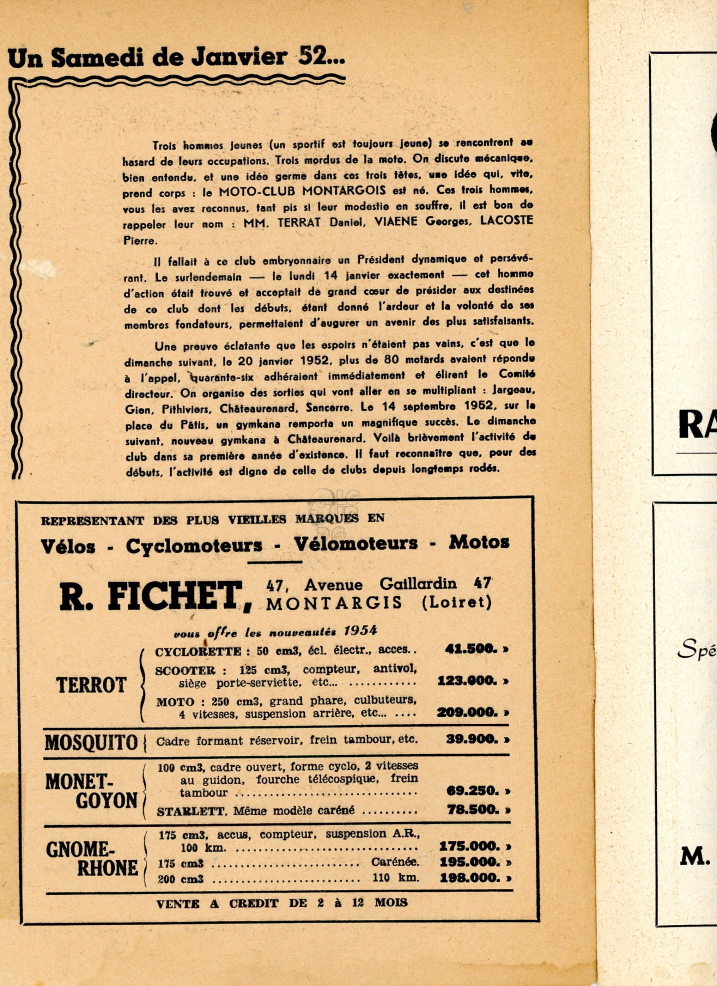 Un Samedi de Janvier 52...
Trois hommes jeunes (un sportif est toujours jeune) se rencontrent au
hasard de leurs occupations. Trois mordus de la moto. On discute mécanique,
bien entendu, et une idée germe dans ces trois têtes, une idée qui, vite,
prend corps : le MOTO-CLUB MONTARGOIS est né. Ces trois hommes,
vous les avez reconnus, tant pis si leur modestie en souffre, il est bon de
rappeler leur nom : MM. TERRAT Daniel, VIAENE Georges, LACOSTE
Pierre.
Il fallait à ce club embryonnaire un Président dynamique et persévé-
rant. Le surlendemain — le lundi 14 janvier exactement — cet homme
d'action était trouvé et acceptait de grand cœur de présider aux destinées
de ce club dont les débuts, étant donné l'ardeur et la volonté de ses
membres fondateurs, permettaient d'augurer un avenir des plus satisfaisants.
Une preuve éclatante que les espoirs n'étaient pas vains, c'est que le
dimanche suivant, le 20 janvier 1952, plus de 80 motards avaient répondu
à l'appel, quarante-six adhéraient immédiatement et élirent le Comité
directeur. On organise des sorties qui vont aller en se multipliant : Jargeau,
Gien, Pithiviers, Châteaurenard, Sancerre. Le 14 septembre 1952, sur la
place du Pâtis, un gymkana remporta un magnifique succès. Le dimanche
suivant, nouveau gymkana à Châteaurenard. Voilà brièvement l'activité du
club dans sa première année d'existence. Il faut reconnaître que, pour des
débuts, l'activité est digne de celle de clubs depuis longtemps rodés.
REPRESENTANT DES PLUS VIEILLES MARQUES EN
Vélos - Cyclomoteurs - Vélomoteurs - Motos
R. FICHET, 47, Avenue Gaillardin 47
MONTARGIS (Loiret)
vous offre les nouveautés 1954
TERROT
CYCLORETTE : 50 cm3, écl. électr., acces.. 41.500. »
SCOOTER : 125 cm3, compteur, antivol,
siège porte-serviette, etc... ............ 123.000. »
MOTO : 250 cm3, grand phare, culbuteurs,
4 vitesses, suspension arrière, etc... .... 209.000. »
MOSQUITO Cadre formant réservoir, frein tambour, etc. 39.900. »
MONET-
GOYON
100 cm3, cadre ouvert, forme cyclo, 2 vitesses
au guidon, fourche télécospique, frein
tambour ................................ 69.250. »
STARLETT. Même modèle caréné .......... 78.500. »
GNOME-
RHONE
175 cm3, accus, compteur, suspension A.R.,
100 km. ................................ 175.000. »
175 cm3 .......................... Carénée. 195.000. »
200 cm3 .......................... 110 km. 198.000. »
VENTE A CREDIT DE 2 à 12 MOIS
RA
Spé
M.